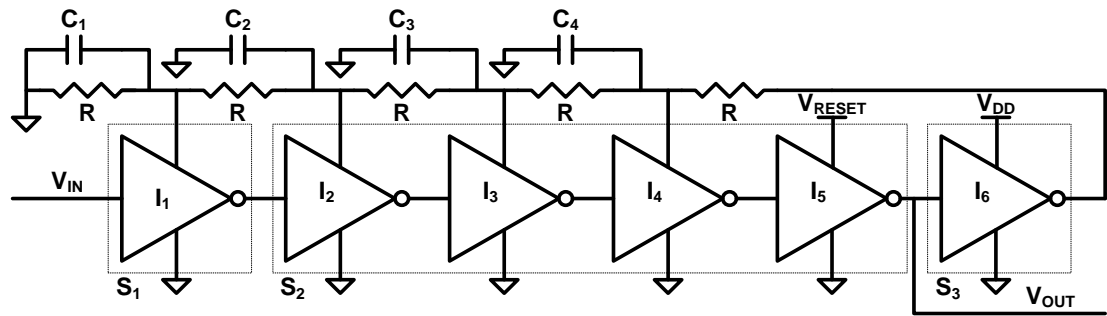 C1 C2 C3 C4
R R R R R VRESET VDD
VIN I1 I2 I3 I4 I5 I6
S1 S2 S3
VOUT